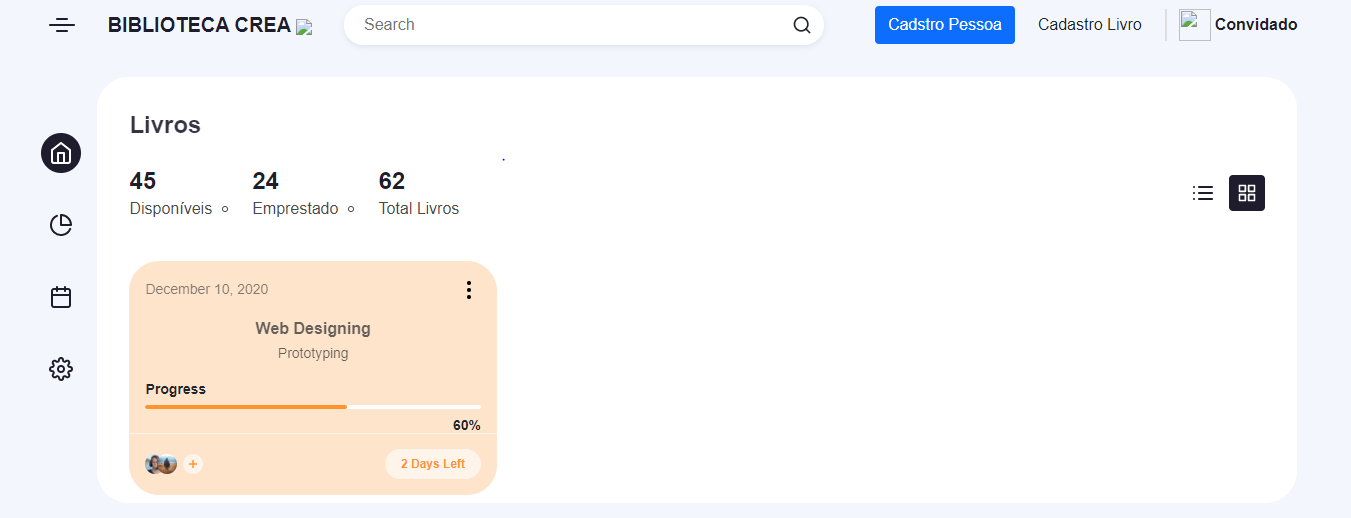 BIBLIOTECA CREA
Search
Cadstro Pessoa
Cadastro Livro
Convidado
Livros
45
24
62
Disponíveis
Emprestado
Total Livros
December 10, 2020
Web Designing
Prototyping
Progress
60%
+
2 Days Left